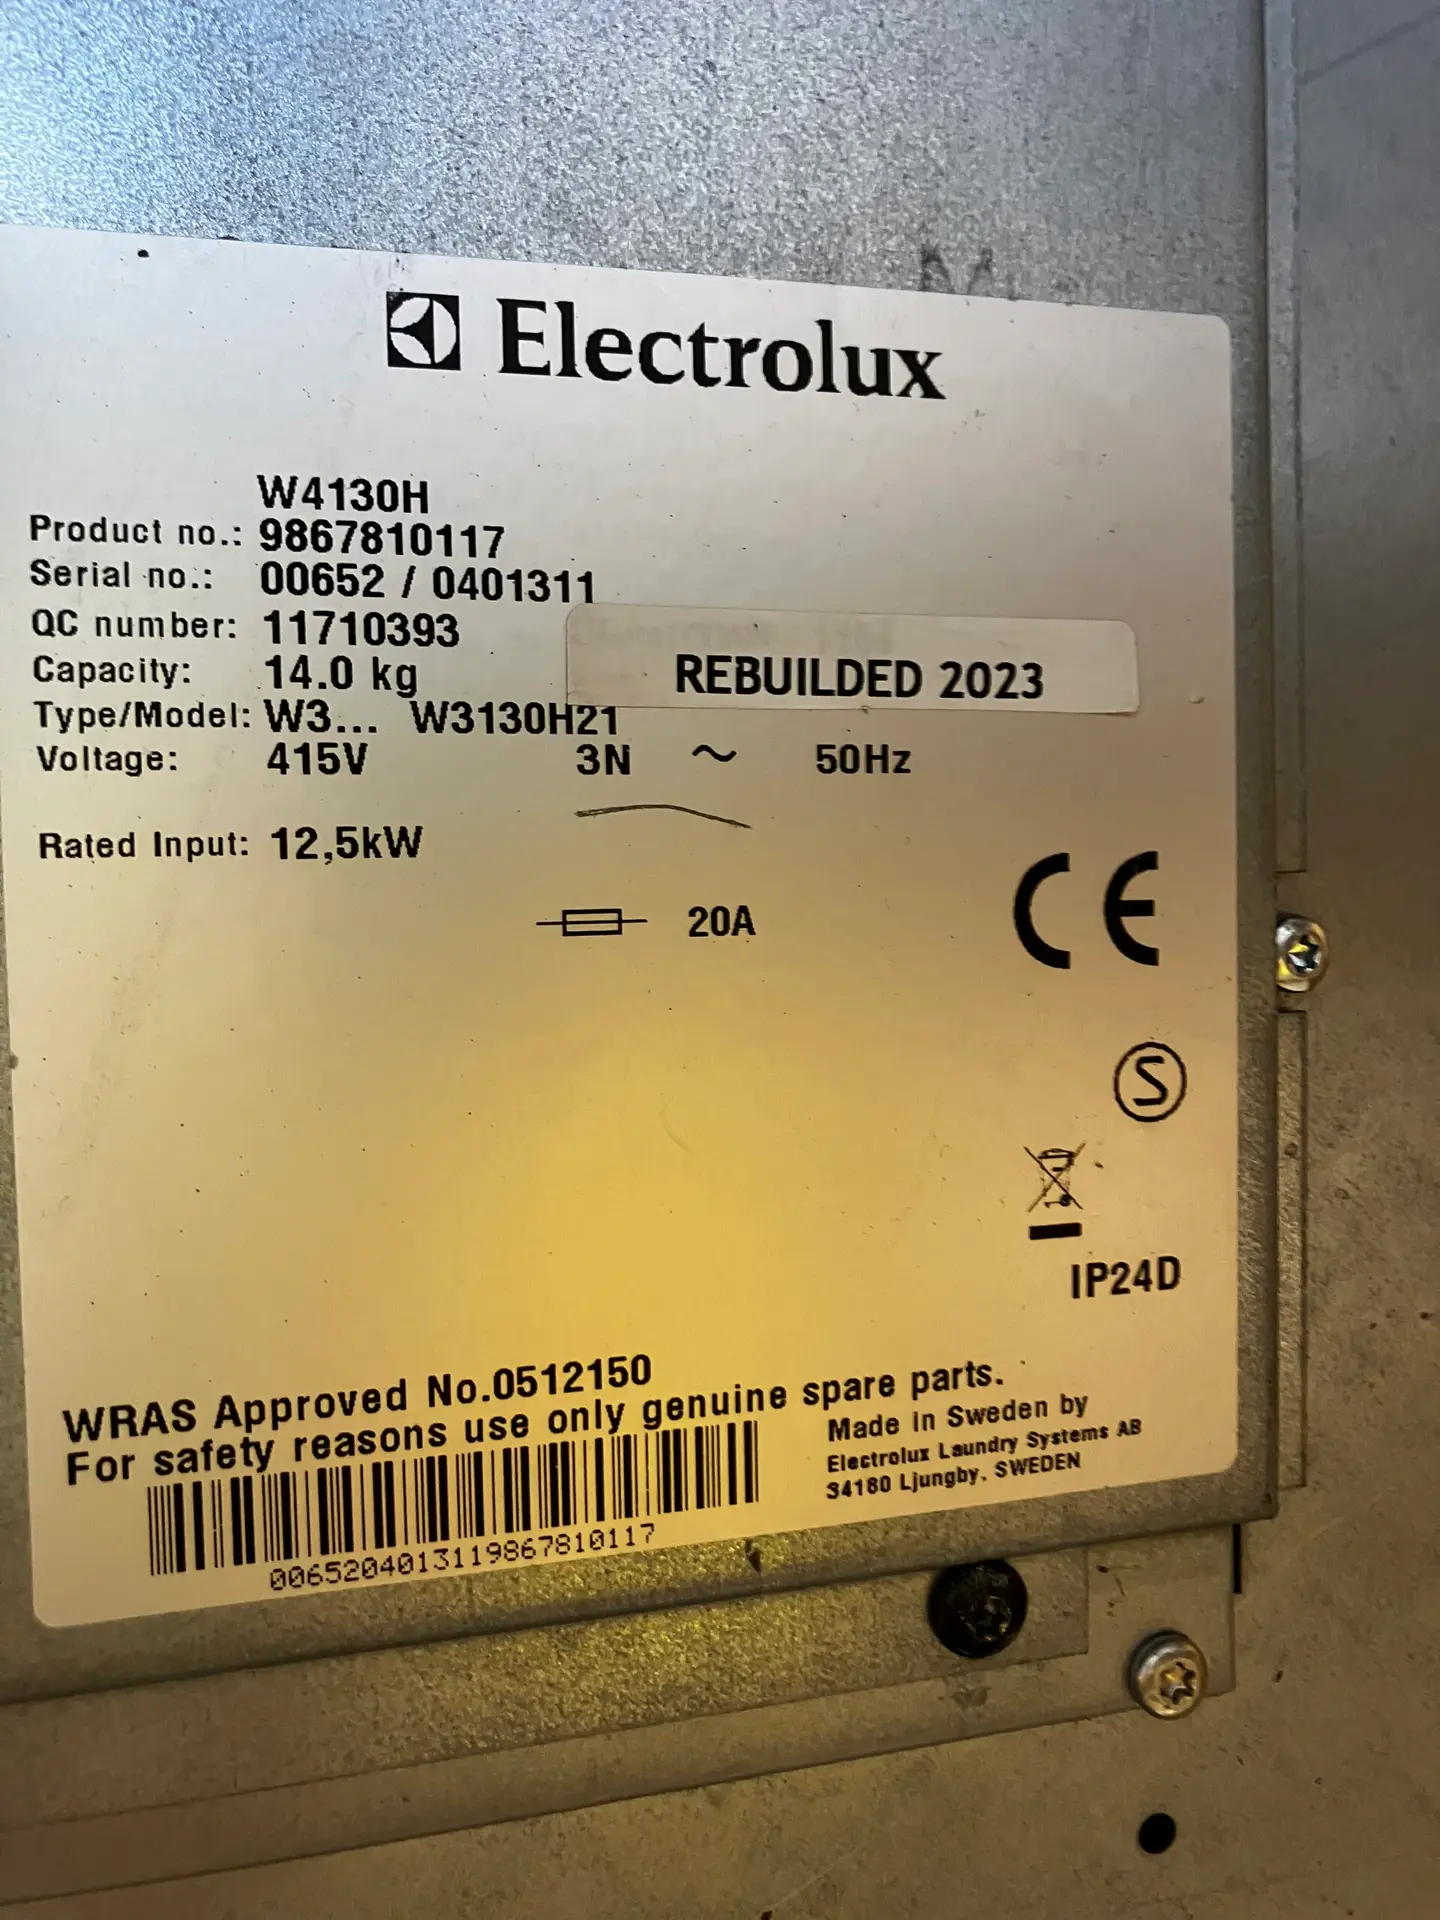 Electrolux
W4130H
Product no.: 9867810117
Serial no.: 00652 / 0401311
QC number: 11710393
REBUILDED 2023
Capacity: 14.0 kg
Type/Model: W3... W3130H21
Voltage: 415V 3N ~ 50Hz
Rated Input: 12,5kW
20A
CE
S
IP24D
WRAS Approved No.0512150
For safety reasons use only genuine spare parts.
Made in Sweden by
Electrolux Laundry Systems AB
34180 Ljungby, SWEDEN
0065204013119867810117